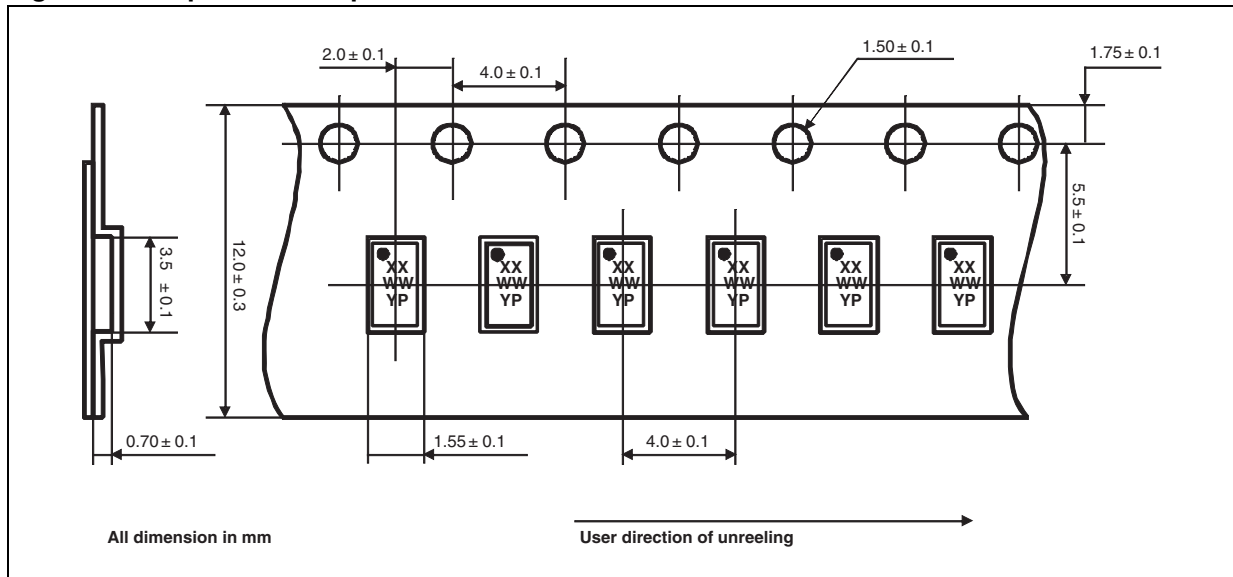 2.0 ± 0.1
4.0 ± 0.1
1.50 ± 0.1
1.75 ± 0.1
5.5 ± 0.1
3.5 ± 0.1
12.0 ± 0.3
XX
WW
YP
XX
WW
YP
XX
WW
YP
XX
WW
YP
XX
WW
YP
XX
WW
YP
0.70 ± 0.1
1.55 ± 0.1
4.0 ± 0.1
All dimension in mm
User direction of unreeling